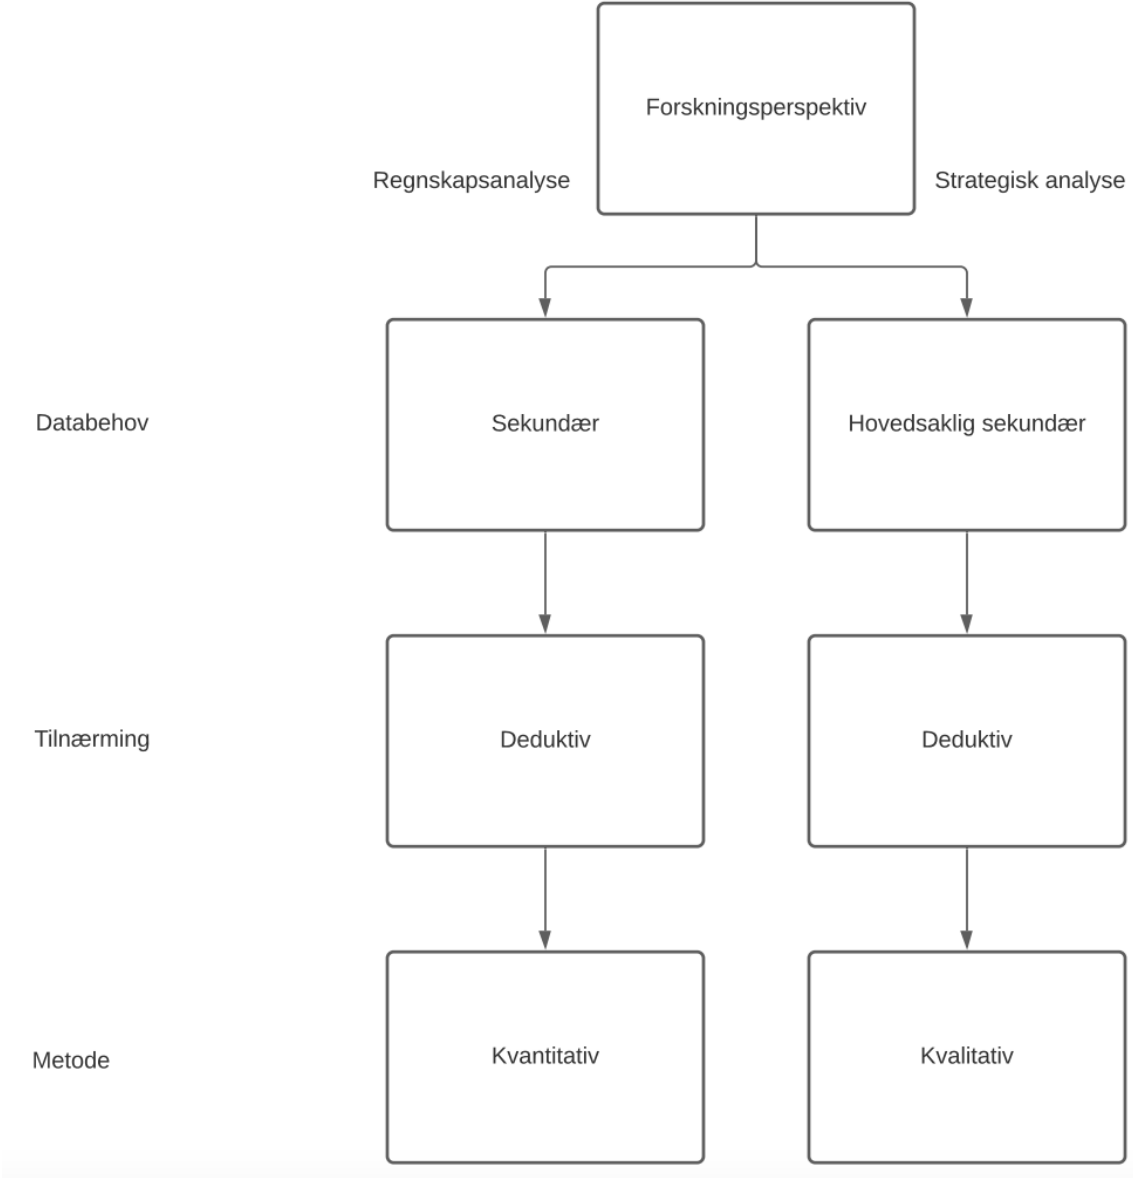 Forskningsperspektiv
Regnskapsanalyse
Strategisk analyse
Databehov
Sekundær
Hovedsaklig sekundær
Tilnærming
Deduktiv
Deduktiv
Metode
Kvantitativ
Kvalitativ